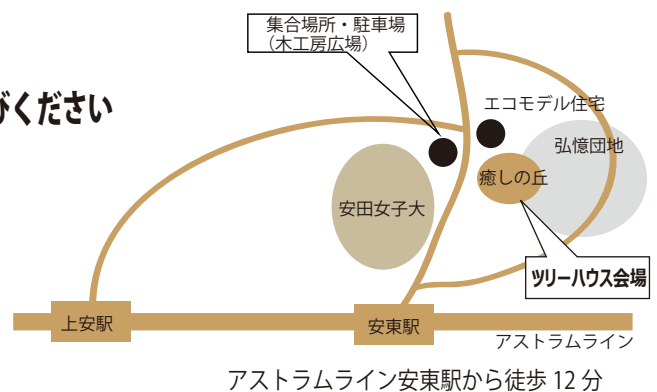 集合場所・駐車場
（木工房広場）
びください
エコモデル住宅
弘憶団地
癒しの丘
安田女子大
ツリーハウス会場
上安駅
安東駅
アストラムライン
アストラムライン安東駅から徒歩 12 分